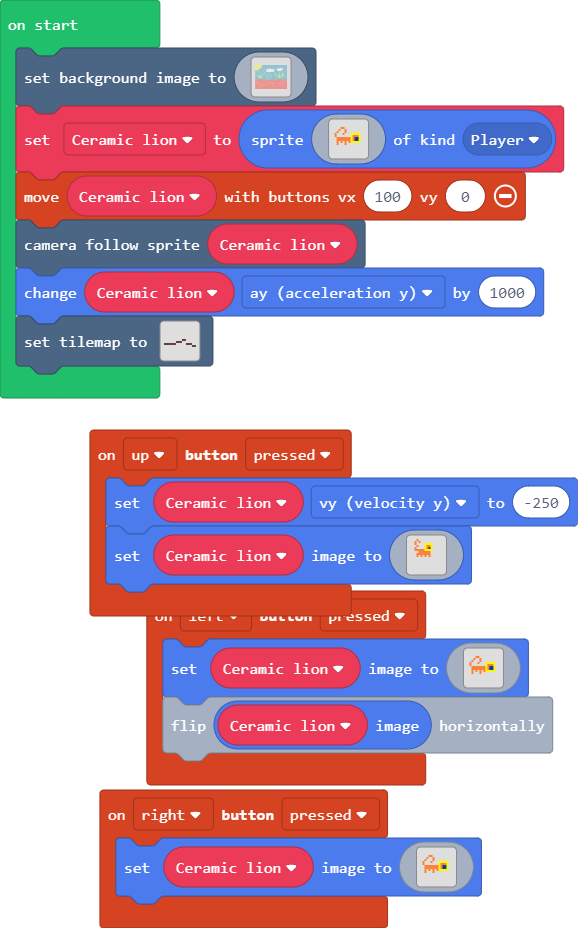 on start
set background image to
set Ceramic lion to sprite of kind Player
move Ceramic lion with buttons vx 100 vy 0
camera follow sprite Ceramic lion
change Ceramic lion ay (acceleration y) by 1000
set tilemap to
on up button pressed
set Ceramic lion vy (velocity y) to -250
set Ceramic lion image to
on left button pressed
set Ceramic lion image to
flip Ceramic lion image horizontally
on right button pressed
set Ceramic lion image to